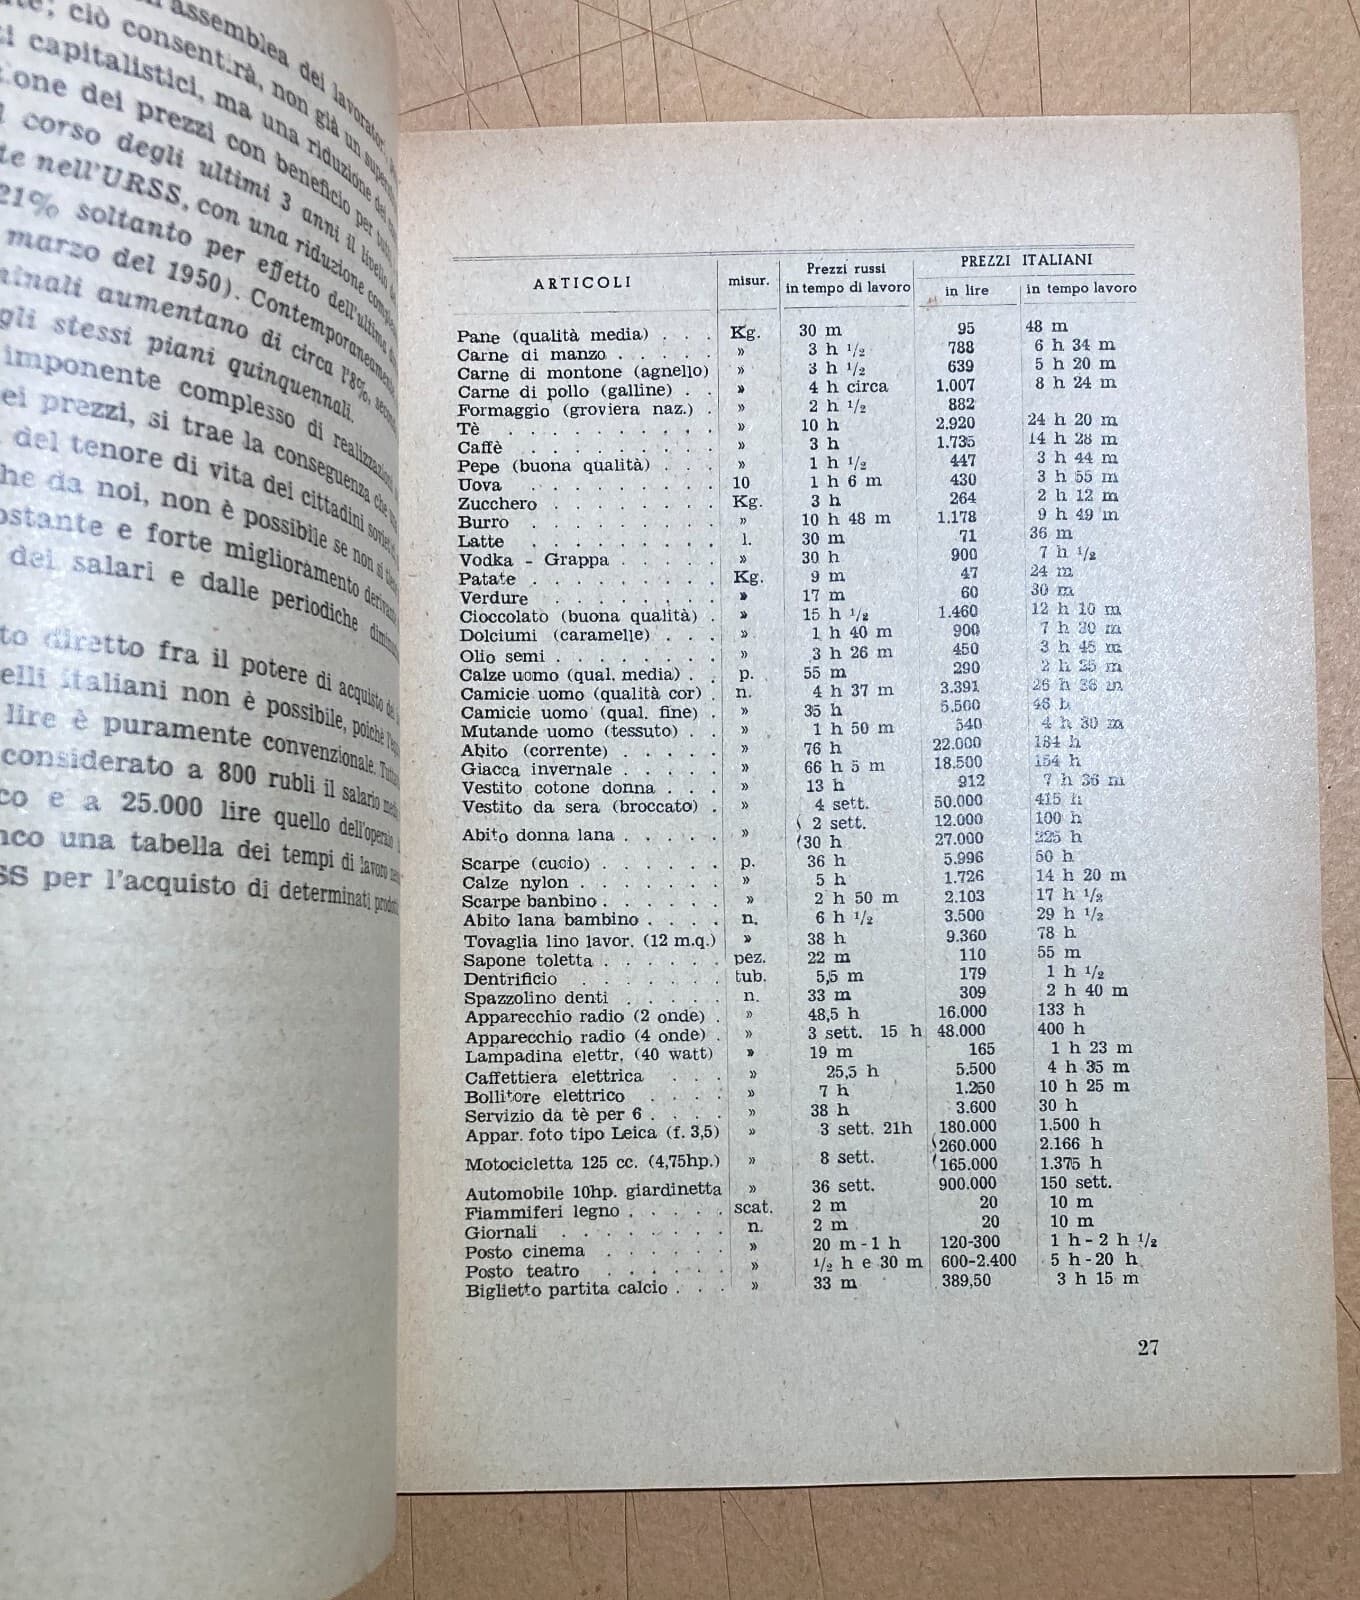 assemblea dei lavorator
ciò consentirà, non già un
capitalistici, ma una riduzione dei
one dei prezzi con beneficio per
corso degli ultimi 3 anni il livello
te nell'URSS, con una riduzione
21% soltanto per effetto dell'ultima
marzo del 1950). Contemporaneamente
inali aumentano di circa l'8%,
gli stessi piani quinquennali.
imponente complesso di realizzazioni
ei prezzi, si trae la conseguenza che
del tenore di vita dei cittadini
he da noi, non è possibile se non si
ostante e forte miglioramento
dei salari e dalle periodiche
to diretto fra il potere di acquisto
elli italiani non è possibile, poichè
lire è puramente convenzionale.
considerato a 800 rubli il salario
co e a 25.000 lire quello dell'operaio
nco una tabella dei tempi di lavoro
SS per l'acquisto di determinati
ARTICOLI misur. Prezzi russi in tempo di lavoro PREZZI ITALIANI
in lire in tempo lavoro
Pane (qualità media) . . . Kg. 30 m 95 48 m
Carne di manzo . . . . . . » 3 h 1/2 788 6 h 34 m
Carne di montone (agnello) » 3 h 1/2 639 5 h 20 m
Carne di pollo (galline) . . » 4 h circa 1.007 8 h 24 m
Formaggio (groviera naz.) . » 2 h 1/2 882
Tè . . . . . . . . . . » 10 h 2.920 24 h 20 m
Caffè . . . . . . . . » 3 h 1.735 14 h 28 m
Pepe (buona qualità) . . . » 1 h 1/2 447 3 h 44 m
Uova . . . . . . . . 10 1 h 6 m 430 3 h 55 m
Zucchero . . . . . . . Kg. 3 h 264 2 h 12 m
Burro . . . . . . . . » 10 h 48 m 1.178 9 h 49 m
Latte . . . . . . . . l. 30 m 71 36 m
Vodka - Grappa . . . . . » 30 h 900 7 h 1/2
Patate . . . . . . . . Kg. 9 m 47 24 m
Verdure . . . . . . . » 17 m 60 30 m
Cioccolato (buona qualità) . » 15 h 1/2 1.460 12 h 10 m
Dolciumi (caramelle) . . . » 1 h 40 m 900 7 h 30 m
Olio semi . . . . . . . » 3 h 26 m 450 3 h 45 m
Calze uomo (qual. media) . . p. 55 m 290 2 h 25 m
Camicie uomo (qualità cor) . n. 4 h 37 m 3.391 h m
Camicie uomo (qual. fine) . » 35 h 5.500 46 h
Mutande uomo (tessuto) . . » 1 h 50 m 540 4 h 30 m
Abito (corrente) . . . . . » 76 h 22.000 184 h
Giacca invernale . . . . . » 66 h 5 m 18.500 154 h
Vestito cotone donna . . . » 13 h 912 7 h 36 m
Vestito da sera (broccato) . » 4 sett. 50.000 415 h
Abito donna lana . . . . . » ( 2 sett. 12.000 100 h
(30 h 27.000 225 h
Scarpe (cucio) . . . . . . p. 36 h 5.996 50 h
Calze nylon . . . . . . . » 5 h 1.726 14 h 20 m
Scarpe banbino . . . . . . » 2 h 50 m 2.103 17 h 1/2
Abito lana bambino . . . . n. 6 h 1/2 3.500 29 h 1/2
Tovaglia lino lavor. (12 m.q.) » 38 h 9.360 78 h
Sapone toletta . . . . . . pez. 22 m 110 55 m
Dentrificio . . . . . . . tub. 5,5 m 179 1 h 1/2
Spazzolino denti . . . . . n. 33 m 309 2 h 40 m
Apparecchio radio (2 onde) . » 48,5 h 16.000 133 h
Apparecchio radio (4 onde) . » 3 sett. 15 h 48.000 400 h
Lampadina elettr. (40 watt) » 19 m 165 1 h 23 m
Caffettiera elettrica . . . » 25,5 h 5.500 4 h 35 m
Bollitore elettrico . . . . » 7 h 1.250 10 h 25 m
Servizio da tè per 6 . . . . » 38 h 3.600 30 h
Appar. foto tipo Leica (f. 3,5) » 3 sett. 21h 180.000 1.500 h
Motocicletta 125 cc. (4,75hp.) » 8 sett. (260.000 2.166 h
(165.000 1.375 h
Automobile 10hp. giardinetta » 36 sett. 900.000 150 sett.
Fiammiferi legno . . . . . scat. 2 m 20 10 m
Giornali . . . . . . . n. 2 m 20 10 m
Posto cinema . . . . . . » 20 m - 1 h 120-300 1 h - 2 h 1/2
Posto teatro . . . . . . » 1/2 h e 30 m 600-2.400 5 h - 20 h
Biglietto partita calcio . . . » 33 m 389,50 3 h 15 m
27